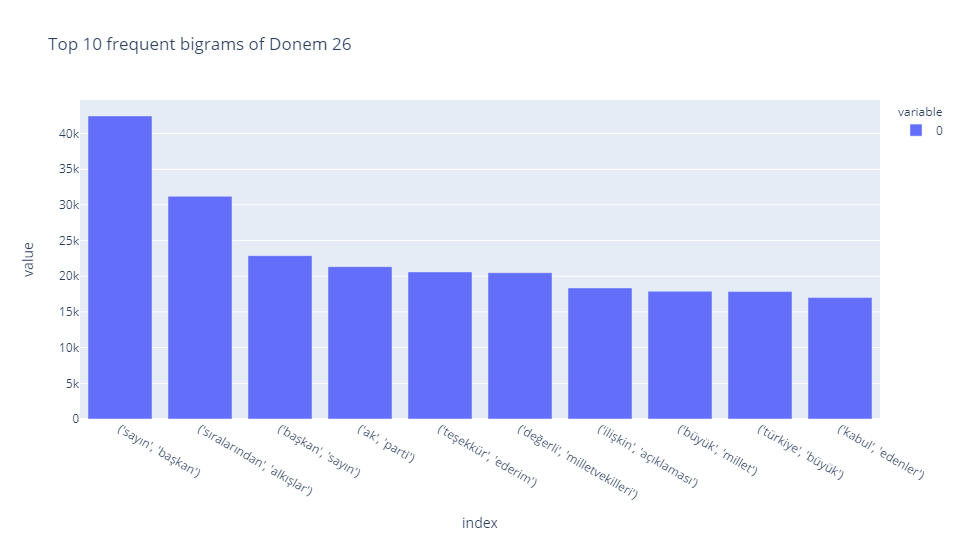 Top 10 frequent bigrams of Donem 26
variable
0
value
40k
35k
30k
25k
20k
15k
10k
5k
0
('sayın', 'başkan')
('sıralarından', 'alkışlar')
('başkan', 'sayın')
('ak', 'parti')
('teşekkür', 'ederim')
('değerli', 'milletvekilleri')
('ilişkin', 'açıklaması')
('büyük', 'millet')
('türkiye', 'büyük')
('kabul', 'edenler')
index